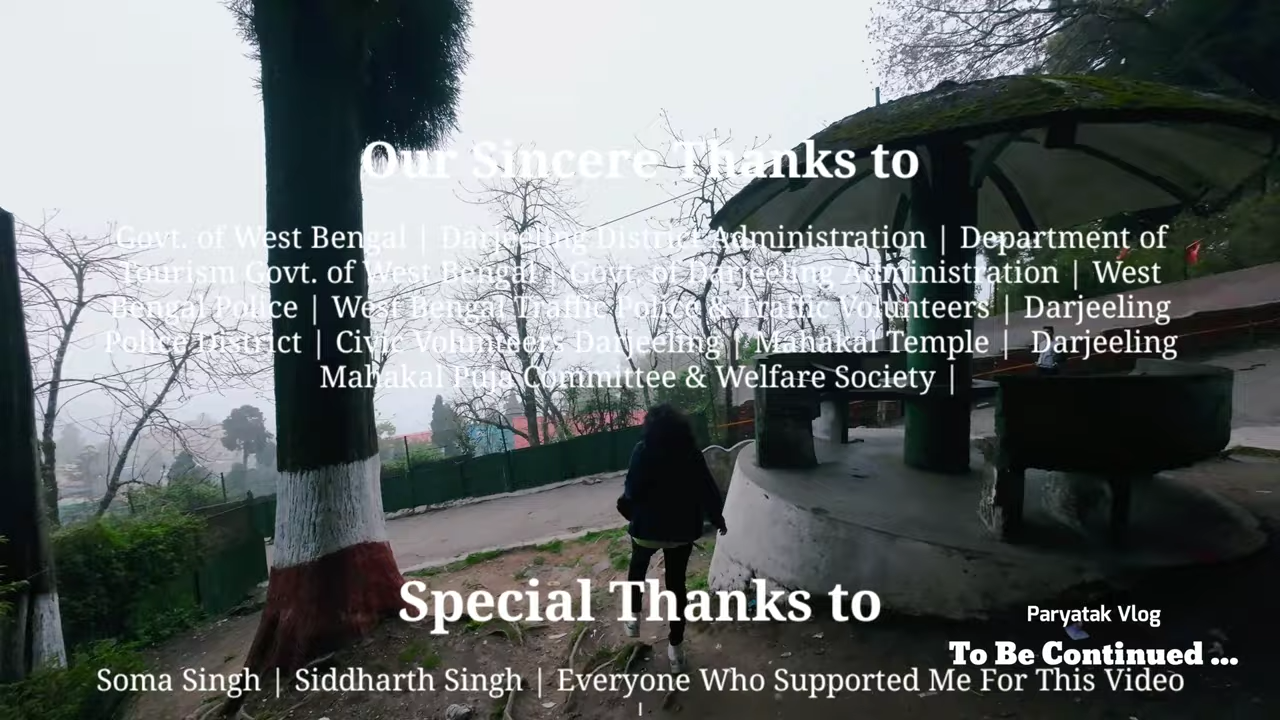 Our Sincere Thanks to
Govt. of West Bengal | Darjeeling District Administration | Department of
Tourism Govt. of West Bengal | Govt. of Darjeeling Administration | West
Bengal Police | West Bengal Traffic Police & Traffic Volunteers | Darjeeling
Police District | Civic Volunteers Darjeeling | Mahakal Temple | Darjeeling
Mahakal Puja Committee & Welfare Society |
Special Thanks to
Paryatak Vlog
To Be Continued ...
Soma Singh | Siddharth Singh | Everyone Who Supported Me For This Video
|